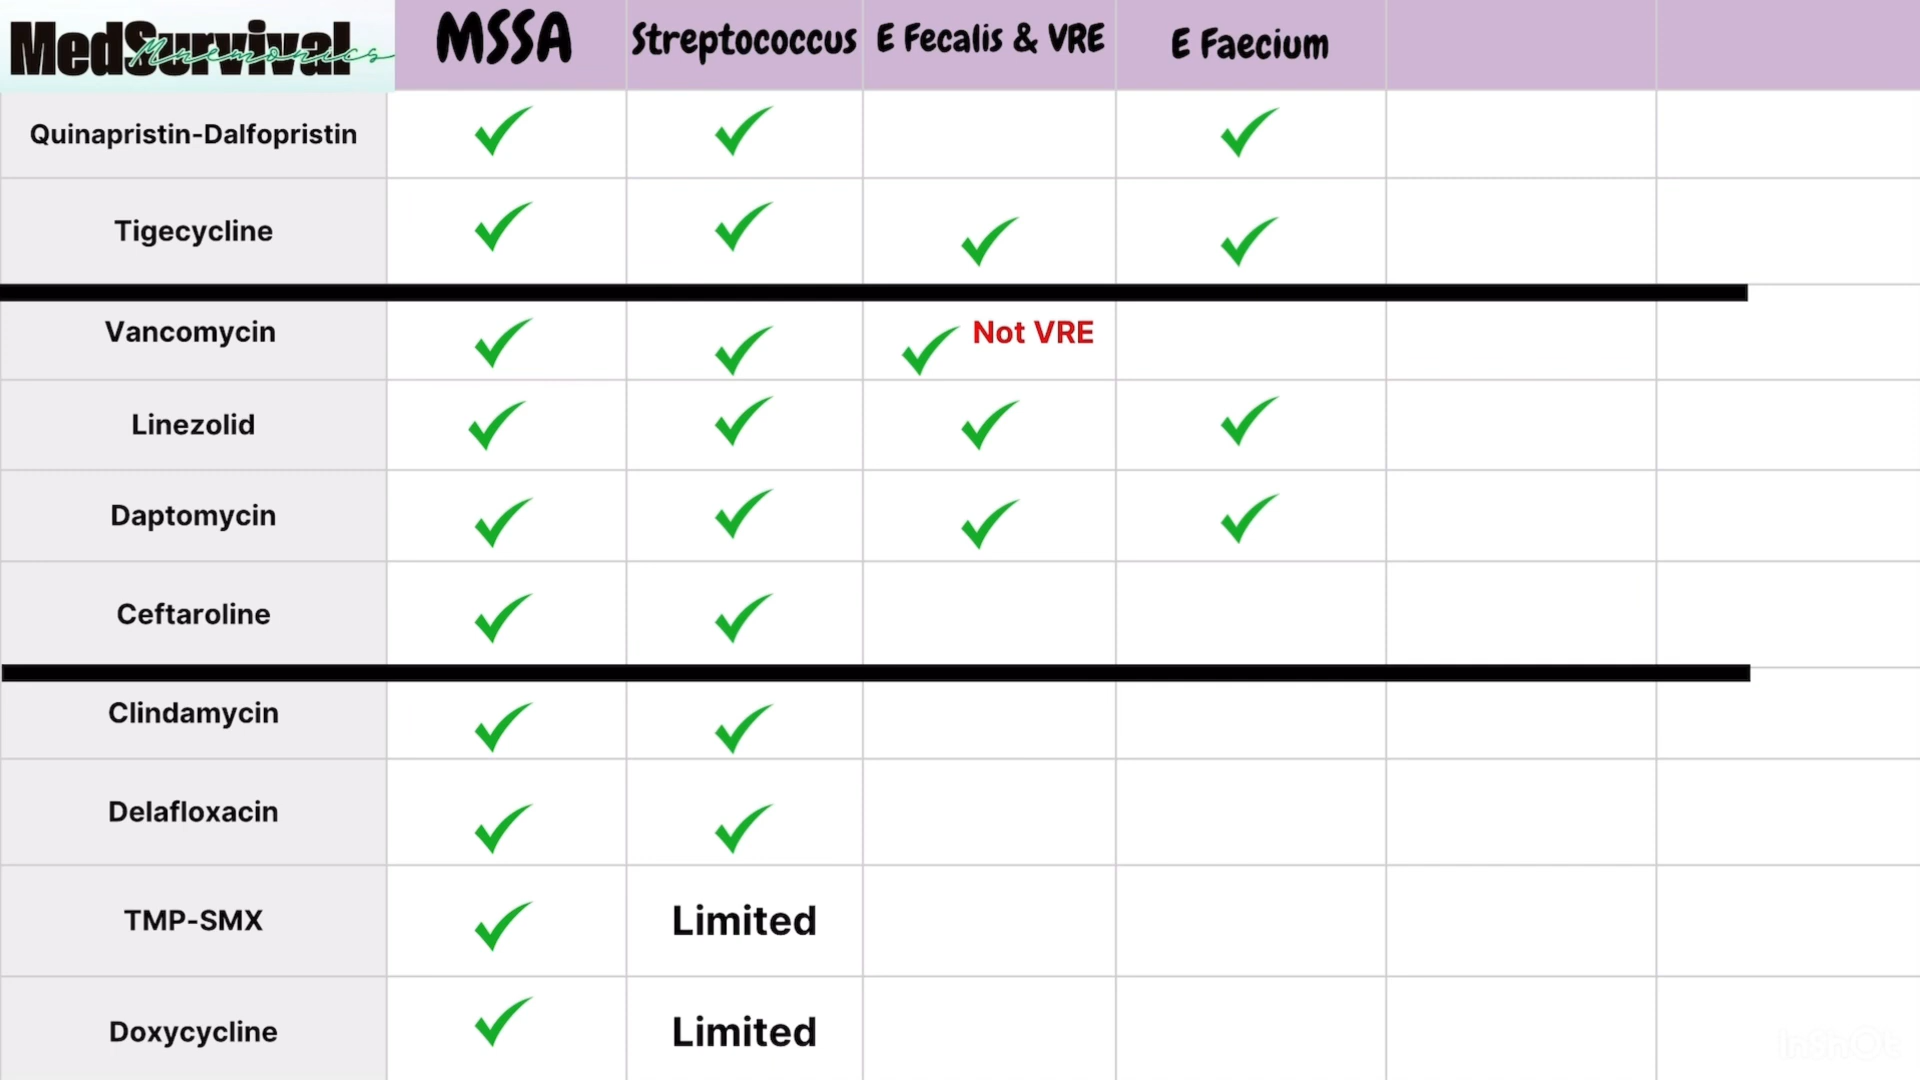 MedSurvival
Mnemonics
MSSA
Streptococcus
E Fecalis & VRE
E Faecium
Quinapristin-Dalfopristin
Tigecycline
Vancomycin
Not VRE
Linezolid
Daptomycin
Ceftaroline
Clindamycin
Delafloxacin
TMP-SMX
Limited
Doxycycline
Limited
InShOt